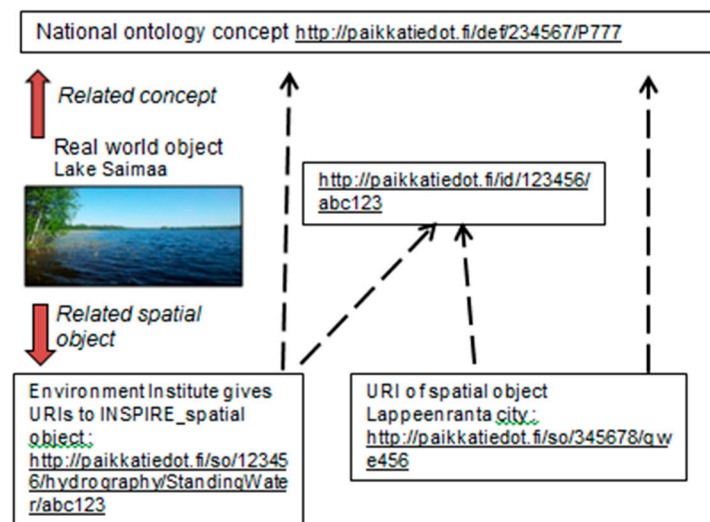 National ontology concept http://paikkatiedot.fi/def/234567/P777
Related concept
Real world object
Lake Saimaa
http://paikkatiedot.fi/id/123456/
abc123
Related spatial
object
Environment Institute gives
URIs to INSPIRE_spatial
object:
http://paikkatiedot.fi/so/12345
6/hydrography/StandingWate
r/abc123
URI of spatial object
Lappeenranta city:
http://paikkatiedot.fi/so/345678/qw
e456